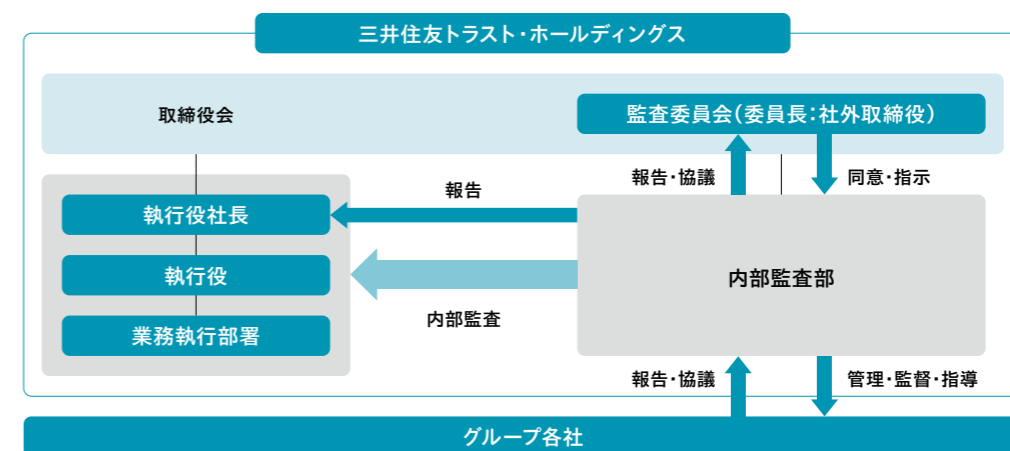 三井住友トラスト・ホールディングス
取締役会
監査委員会(委員長:社外取締役)
報告・協議
同意・指示
報告
執行役社長
執行役
内部監査部
内部監査
業務執行部署
報告・協議
管理・監督・指導
グループ各社